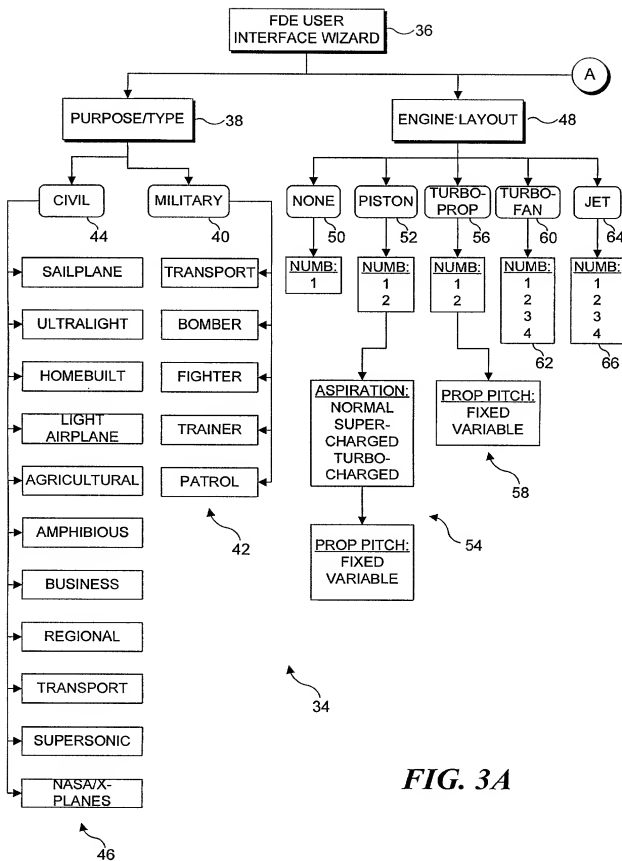 FDE USER
INTERFACE WIZARD
36
A
PURPOSE/TYPE
38
ENGINE LAYOUT
48
CIVIL
44
MILITARY
40
NONE
50
PISTON
52
TURBO-
PROP
56
TURBO-
FAN
60
JET
64
SAILPLANE
ULTRALIGHT
HOMEBUILT
LIGHT
AIRPLANE
AGRICULTURAL
AMPHIBIOUS
BUSINESS
REGIONAL
TRANSPORT
SUPERSONIC
NASA/X-
PLANES
46
TRANSPORT
BOMBER
FIGHTER
TRAINER
PATROL
42
NUMB:
1
NUMB:
1
2
NUMB:
1
2
NUMB:
1
2
3
4
62
NUMB:
1
2
3
4
66
ASPIRATION:
NORMAL
SUPER-
CHARGED
TURBO-
CHARGED
PROP PITCH:
FIXED
VARIABLE
54
PROP PITCH:
FIXED
VARIABLE
58
34
FIG. 3A